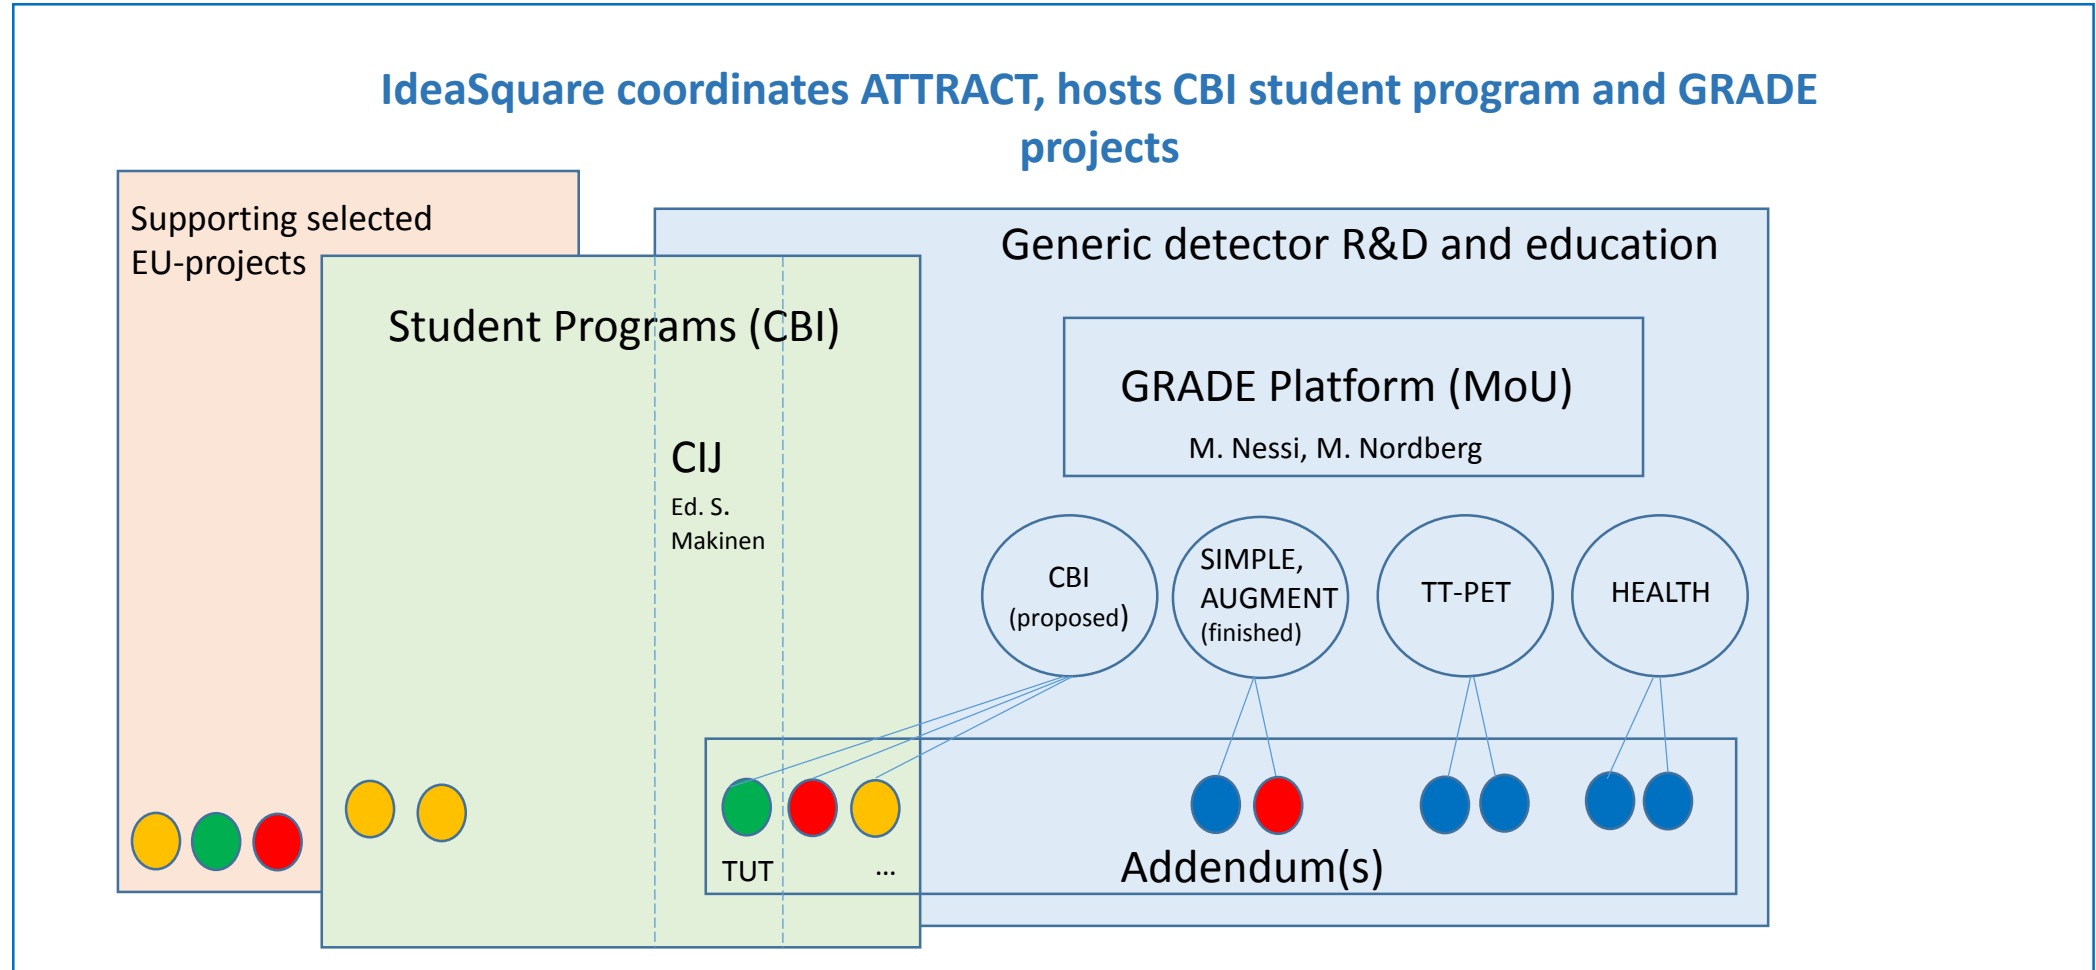 IdeaSquare coordinates ATTRACT, hosts CBI student program and GRADE
projects
Supporting selected
EU-projects
Student Programs (CBI)
CIJ
Ed. S.
Makinen
Generic detector R&D and education
GRADE Platform (MoU)
M. Nessi, M. Nordberg
CBI
(proposed)
SIMPLE,
AUGMENT
(finished)
TT-PET
HEALTH
TUT
...
Addendum(s)